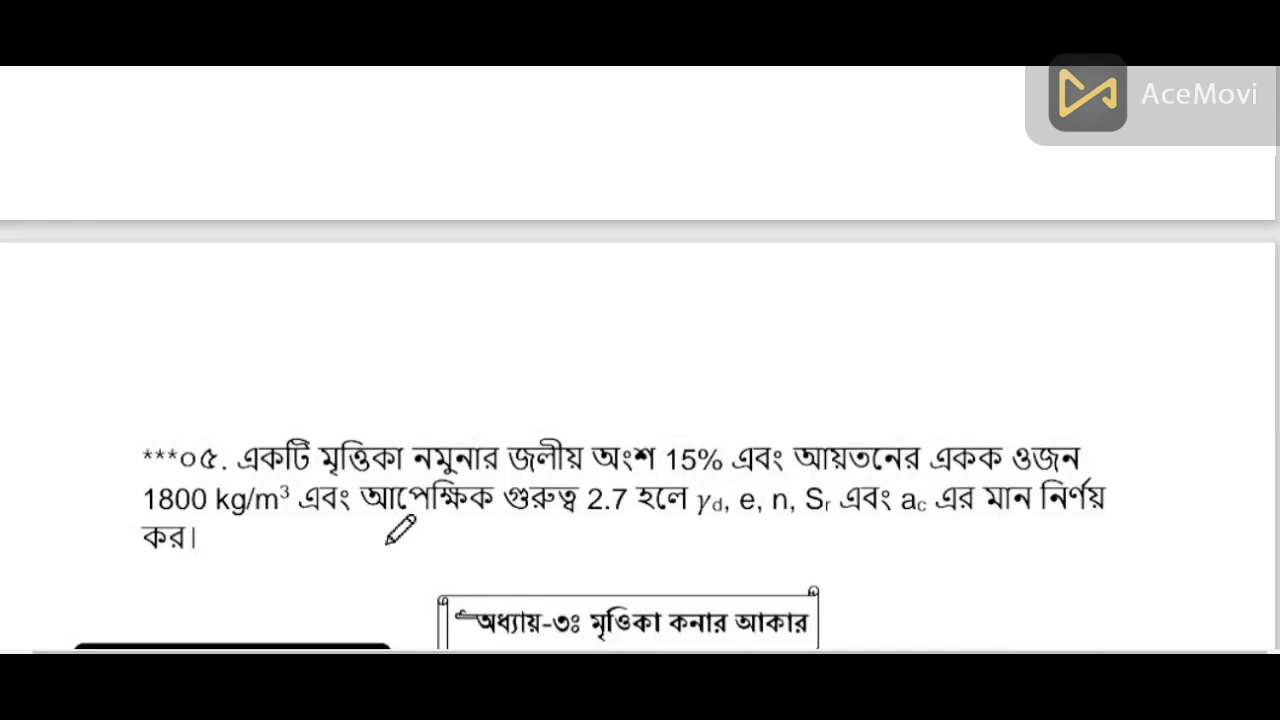 AceMovi
***০৫. একটি মৃত্তিকা নমুনার জলীয় অংশ 15% এবং আয়তনের একক ওজন
1800 kg/m³ এবং আপেক্ষিক গুরুত্ব 2.7 হলে γd, e, n, Sr এবং ac এর মান নির্ণয়
কর।
অধ্যায়-৩ঃ মৃত্তিকা কনার আকার